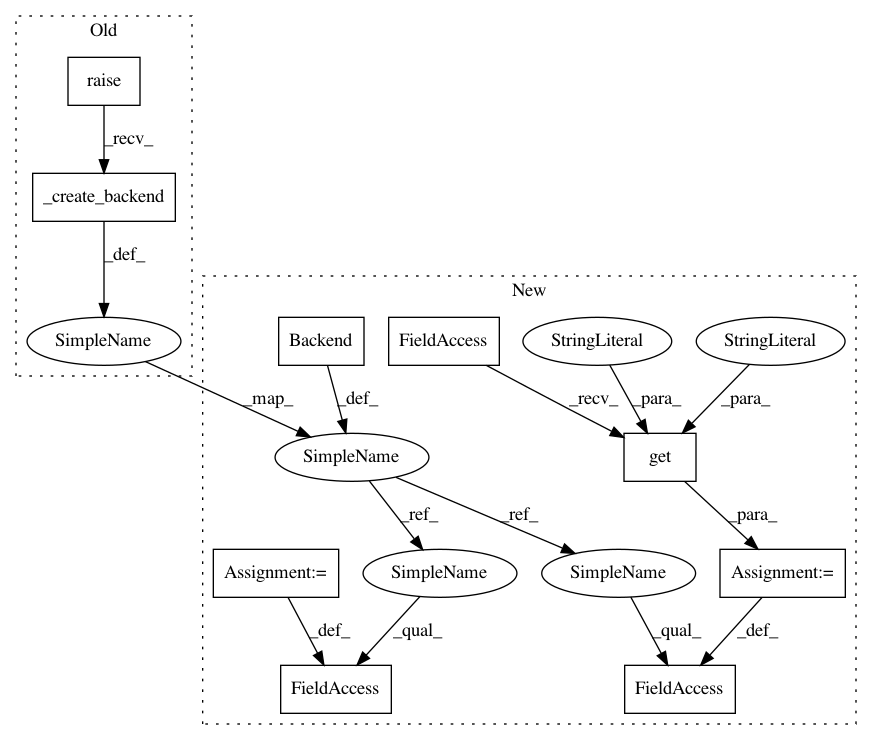 Old
raise
_recv_
_create_backend
_def_
SimpleName
New
Backend
FieldAccess
StringLiteral
StringLiteral
_map_
_def_
_recv_
_para_
_para_
SimpleName
get
_ref_
_ref_
_para_
Assignment:=
SimpleName
SimpleName
Assignment:=
_def_
_qual_
_qual_
_def_
FieldAccess
FieldAccess